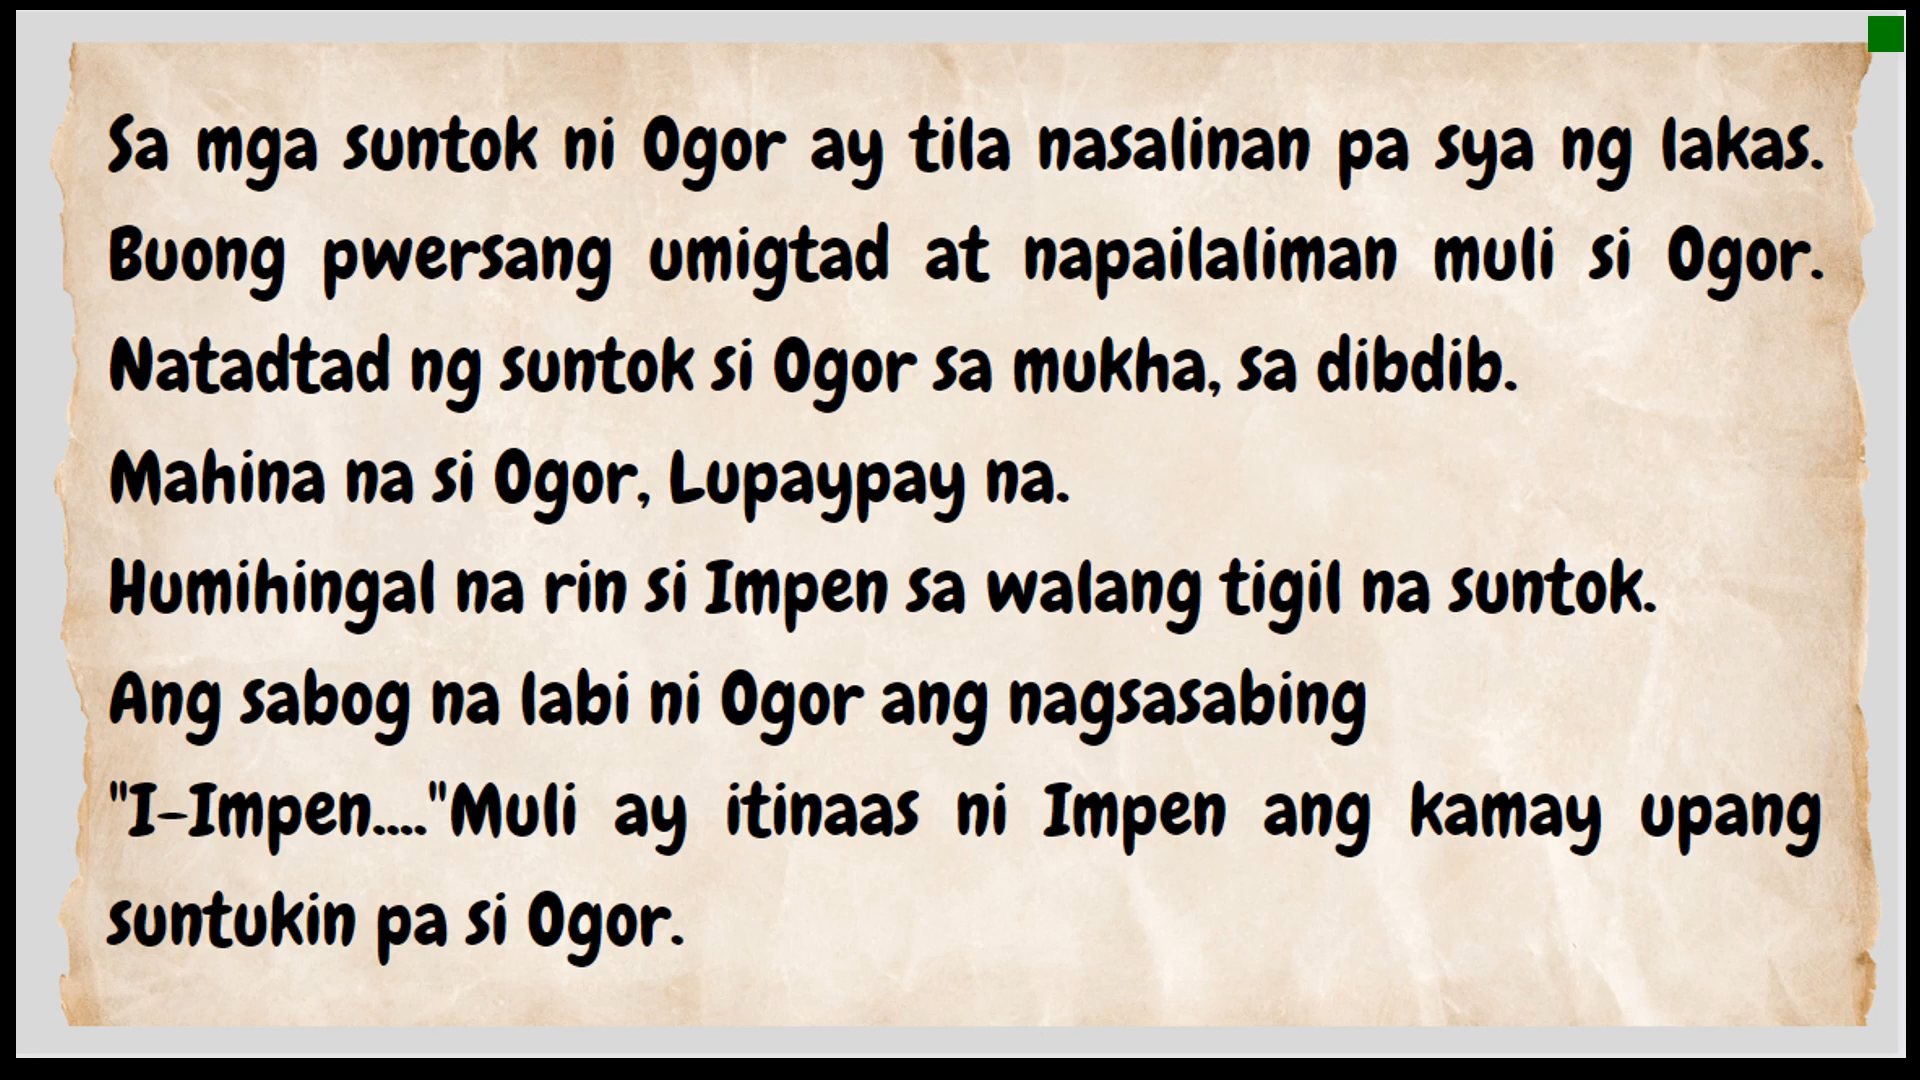 Sa mga suntok ni Ogor ay tila nasalinan pa sya ng lakas.
Buong pwersang umigtad at napailaliman muli si Ogor.
Natadtad ng suntok si Ogor sa mukha, sa dibdib.
Mahina na si Ogor, Lupaypay na.
Humihingal na rin si Impen sa walang tigil na suntok.
Ang sabog na labi ni Ogor ang nagsasabing
"I-Impen...."Muli ay itinaas ni Impen ang kamay upang
suntukin pa si Ogor.